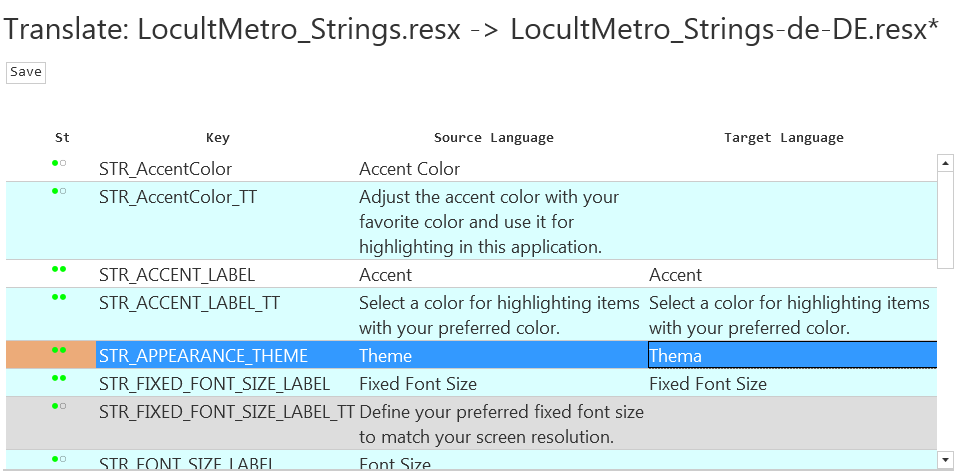 Translate: LocultMetro_Strings.resx -> LocultMetro_Strings-de-DE.resx*
Save
St Key Source Language Target Language
STR_AccentColor Accent Color
STR_AccentColor_TT Adjust the accent color with your
favorite color and use it for
highlighting in this application.
STR_ACCENT_LABEL Accent Accent
STR_ACCENT_LABEL_TT Select a color for highlighting items Select a color for highlighting items
with your preferred color. with your preferred color.
STR_APPEARANCE_THEME Theme Thema
STR_FIXED_FONT_SIZE_LABEL Fixed Font Size Fixed Font Size
STR_FIXED_FONT_SIZE_LABEL_TT Define your preferred fixed font size
to match your screen resolution.
STR_FONT_SIZE_LABEL Font Size